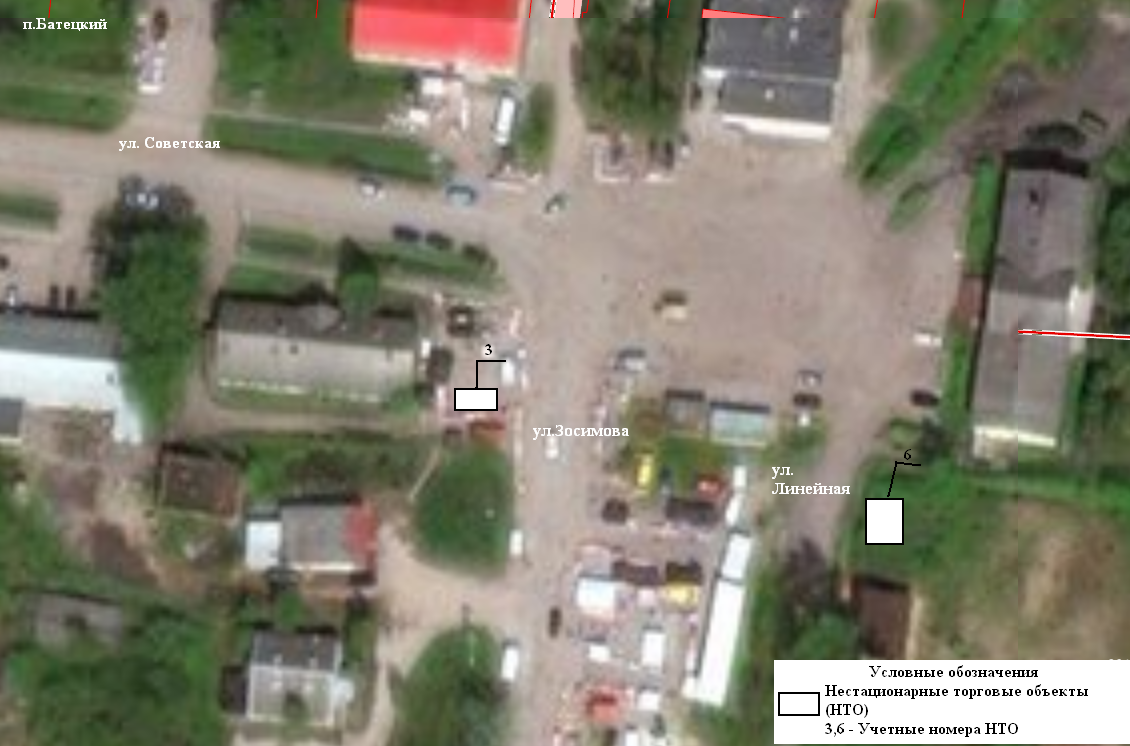 п.Батецкий
ул. Советская
3
ул.Зосимова
6
ул.
Линейная
Условные обозначения
Нестационарные торговые объекты
(НТО)
3,6 - Учетные номера НТО